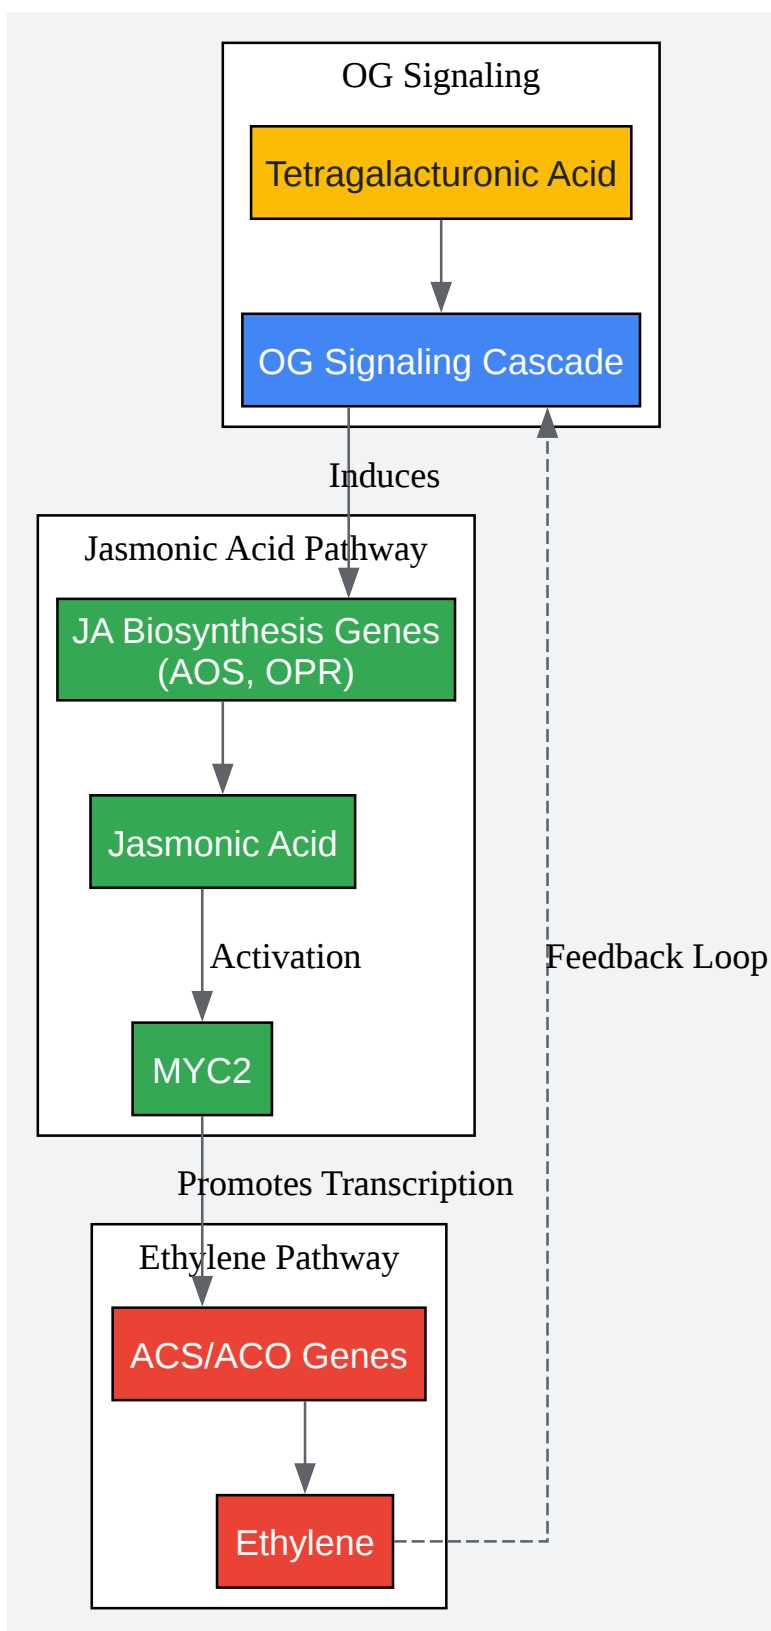 OG Signaling
Tetragalacturonic Acid
OG Signaling Cascade
Induces
Jasmonic Acid Pathway
JA Biosynthesis Genes
(AOS, OPR)
Jasmonic Acid
Activation
Feedback Loop
MYC2
Promotes Transcription
Ethylene Pathway
ACS/ACO Genes
Ethylene